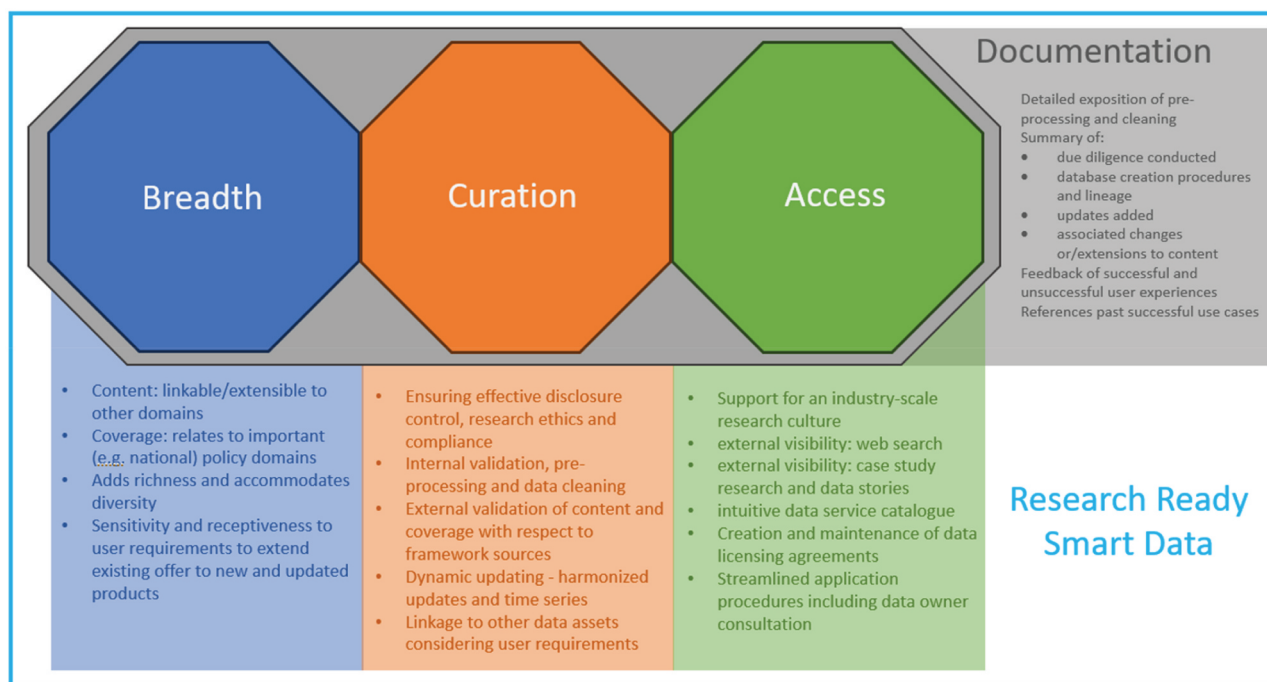 Documentation
Detailed exposition of pre-
processing and cleaning
Summary of:
• due diligence conducted
• database creation procedures
and lineage
• updates added
• associated changes
or/extensions to content
Feedback of successful and
unsuccessful user experiences
References past successful use cases
Breadth
Curation
Access
• Content: linkable/extensible to
other domains
• Coverage: relates to important
(e.g. national) policy domains
• Adds richness and accommodates
diversity
• Sensitivity and receptiveness to
user requirements to extend
existing offer to new and updated
products
• Ensuring effective disclosure
control, research ethics and
compliance
• Internal validation, pre-
processing and data cleaning
• External validation of content and
coverage with respect to
framework sources
• Dynamic updating - harmonized
updates and time series
• Linkage to other data assets
considering user requirements
• Support for an industry-scale
research culture
• external visibility: web search
• external visibility: case study
research and data stories
• intuitive data service catalogue
• Creation and maintenance of data
licensing agreements
• Streamlined application
procedures including data owner
consultation
Research Ready
Smart Data